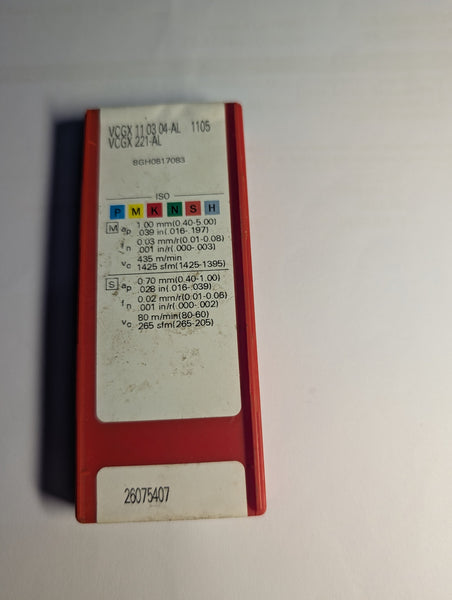 VCGX 11 03 04-AL 1105
VCGX 221-AL
8GH0817083
ISO
P M K N S H
M ap 1.00 mm(0.40-5.00)
.039 in(.016-.197)
fn 0.03 mm/r(0.01-0.08)
.001 in/r(.000-.003)
vc 435 m/min
1425 sfm(1425-1395)
S ap 0.70 mm(0.40-1.00)
.028 in(.016-.039)
fn 0.02 mm/r(0.01-0.06)
.001 in/r(.000-.002)
vc 80 m/min(80-60)
265 sfm(265-205)
26075407